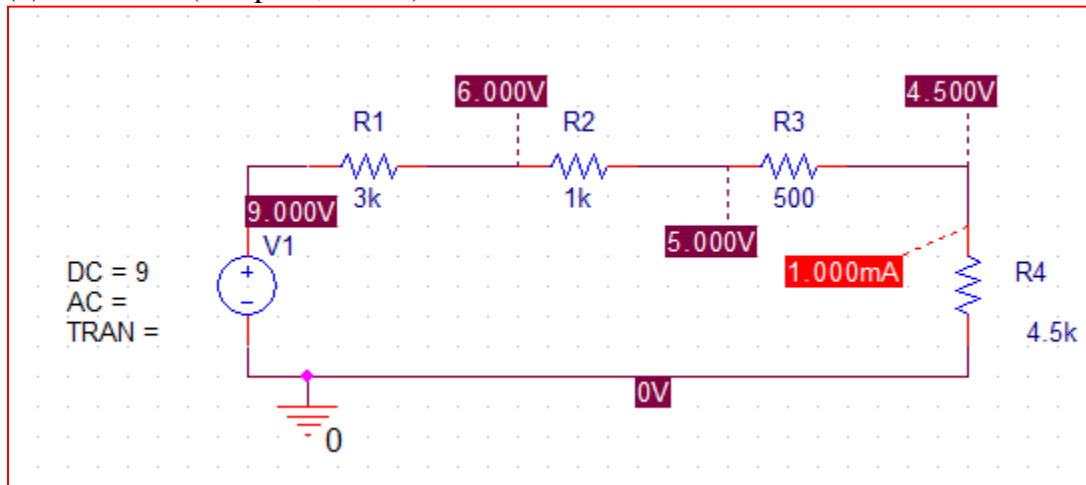 6.000V
4.500V
R1
R2
R3
3k
1k
500
9.000V
5.000V
V1
1.000mA
R4
DC = 9
AC =
TRAN =
+
−
4.5k
0V
0